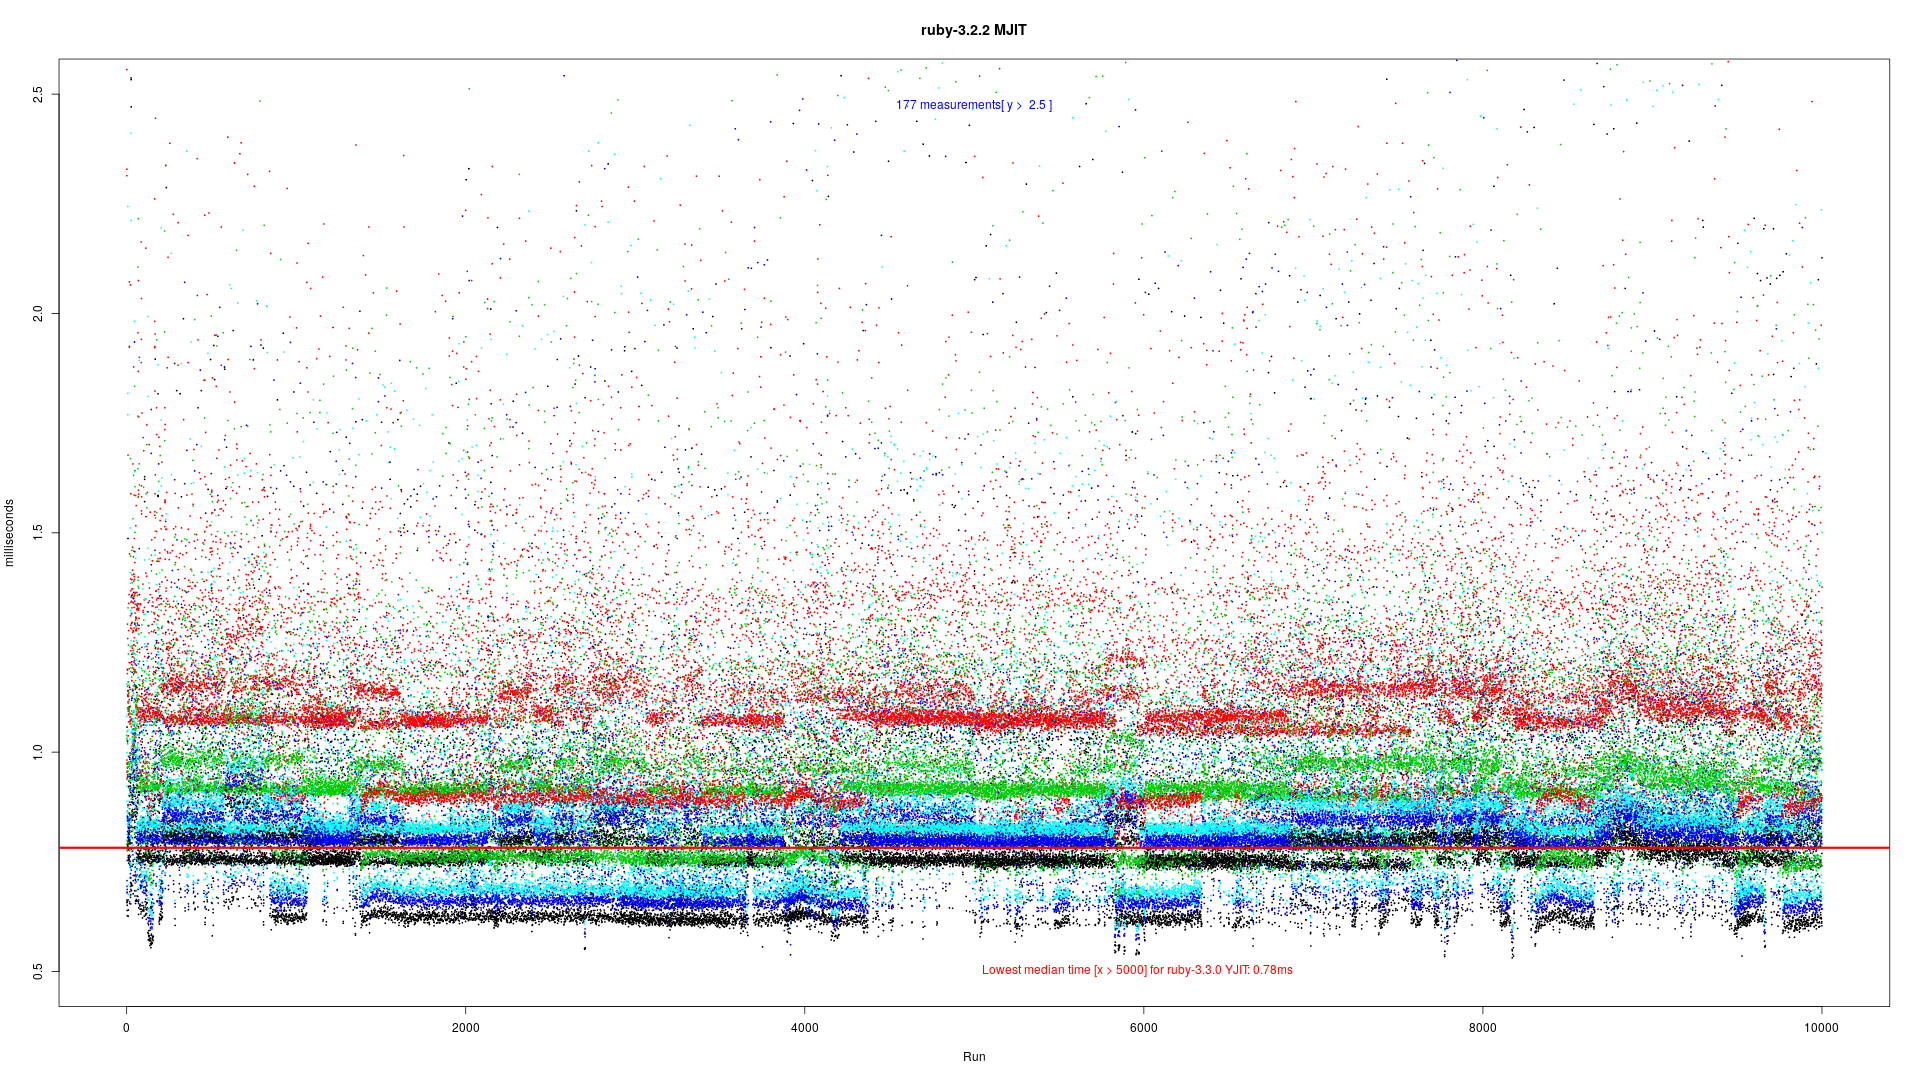 ruby-3.2.2 MJIT
177 measurements[ y >  2.5 ]
milliseconds
2.5
2.0
1.5
1.0
0.5
Lowest median time [x > 5000] for ruby-3.3.0 YJIT: 0.78ms
0 2000 4000 6000 8000 10000
Run